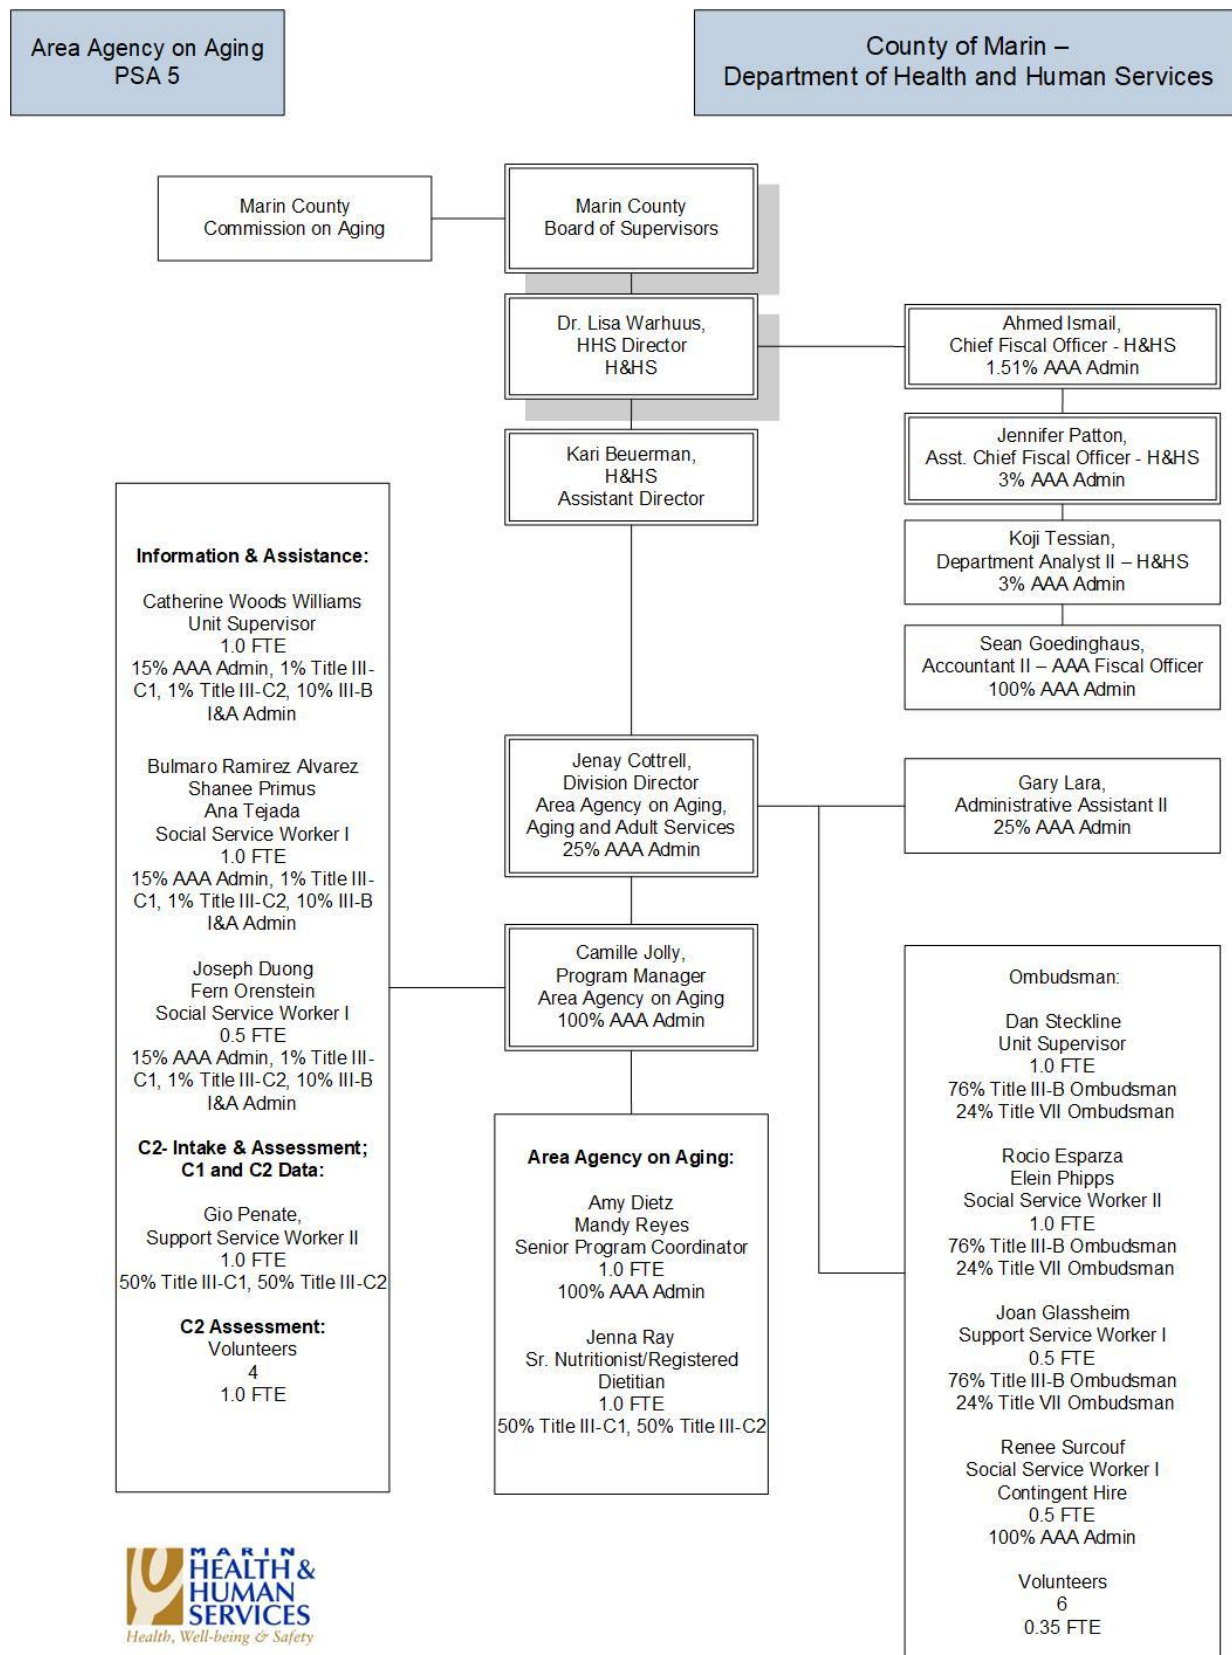 Area Agency on Aging
PSA 5
County of Marin –
Department of Health and Human Services
Marin County
Commission on Aging
Marin County
Board of Supervisors
Dr. Lisa Warhuus,
HHS Director
H&HS
Ahmed Ismail,
Chief Fiscal Officer - H&HS
1.51% AAA Admin
Kari Beuerman,
H&HS
Assistant Director
Jennifer Patton,
Asst. Chief Fiscal Officer - H&HS
3% AAA Admin
Koji Tessian,
Department Analyst II – H&HS
3% AAA Admin
Sean Goedinghaus,
Accountant II – AAA Fiscal Officer
100% AAA Admin
Jenay Cottrell,
Division Director
Area Agency on Aging,
Aging and Adult Services
25% AAA Admin
Gary Lara,
Administrative Assistant II
25% AAA Admin
Camille Jolly,
Program Manager
Area Agency on Aging
100% AAA Admin
Information & Assistance:
Catherine Woods Williams
Unit Supervisor
1.0 FTE
15% AAA Admin, 1% Title III-
C1, 1% Title III-C2, 10% III-B
I&A Admin
Bulmaro Ramirez Alvarez
Shanee Primus
Ana Tejada
Social Service Worker I
1.0 FTE
15% AAA Admin, 1% Title III-
C1, 1% Title III-C2, 10% III-B
I&A Admin
Joseph Duong
Fern Orenstein
Social Service Worker I
0.5 FTE
15% AAA Admin, 1% Title III-
C1, 1% Title III-C2, 10% III-B
I&A Admin
C2- Intake & Assessment;
C1 and C2 Data:
Gio Penate,
Support Service Worker II
1.0 FTE
50% Title III-C1, 50% Title III-C2
C2 Assessment:
Volunteers
4
1.0 FTE
Area Agency on Aging:
Amy Dietz
Mandy Reyes
Senior Program Coordinator
1.0 FTE
100% AAA Admin
Jenna Ray
Sr. Nutritionist/Registered
Dietitian
1.0 FTE
50% Title III-C1, 50% Title III-C2
Ombudsman:
Dan Steckline
Unit Supervisor
1.0 FTE
76% Title III-B Ombudsman
24% Title VII Ombudsman
Rocio Esparza
Elein Phipps
Social Service Worker II
1.0 FTE
76% Title III-B Ombudsman
24% Title VII Ombudsman
Joan Glassheim
Support Service Worker I
0.5 FTE
76% Title III-B Ombudsman
24% Title VII Ombudsman
Renee Surcouf
Social Service Worker I
Contingent Hire
0.5 FTE
100% AAA Admin
Volunteers
6
0.35 FTE
MARIN
HEALTH &
HUMAN
SERVICES
Health, Well-being & Safety